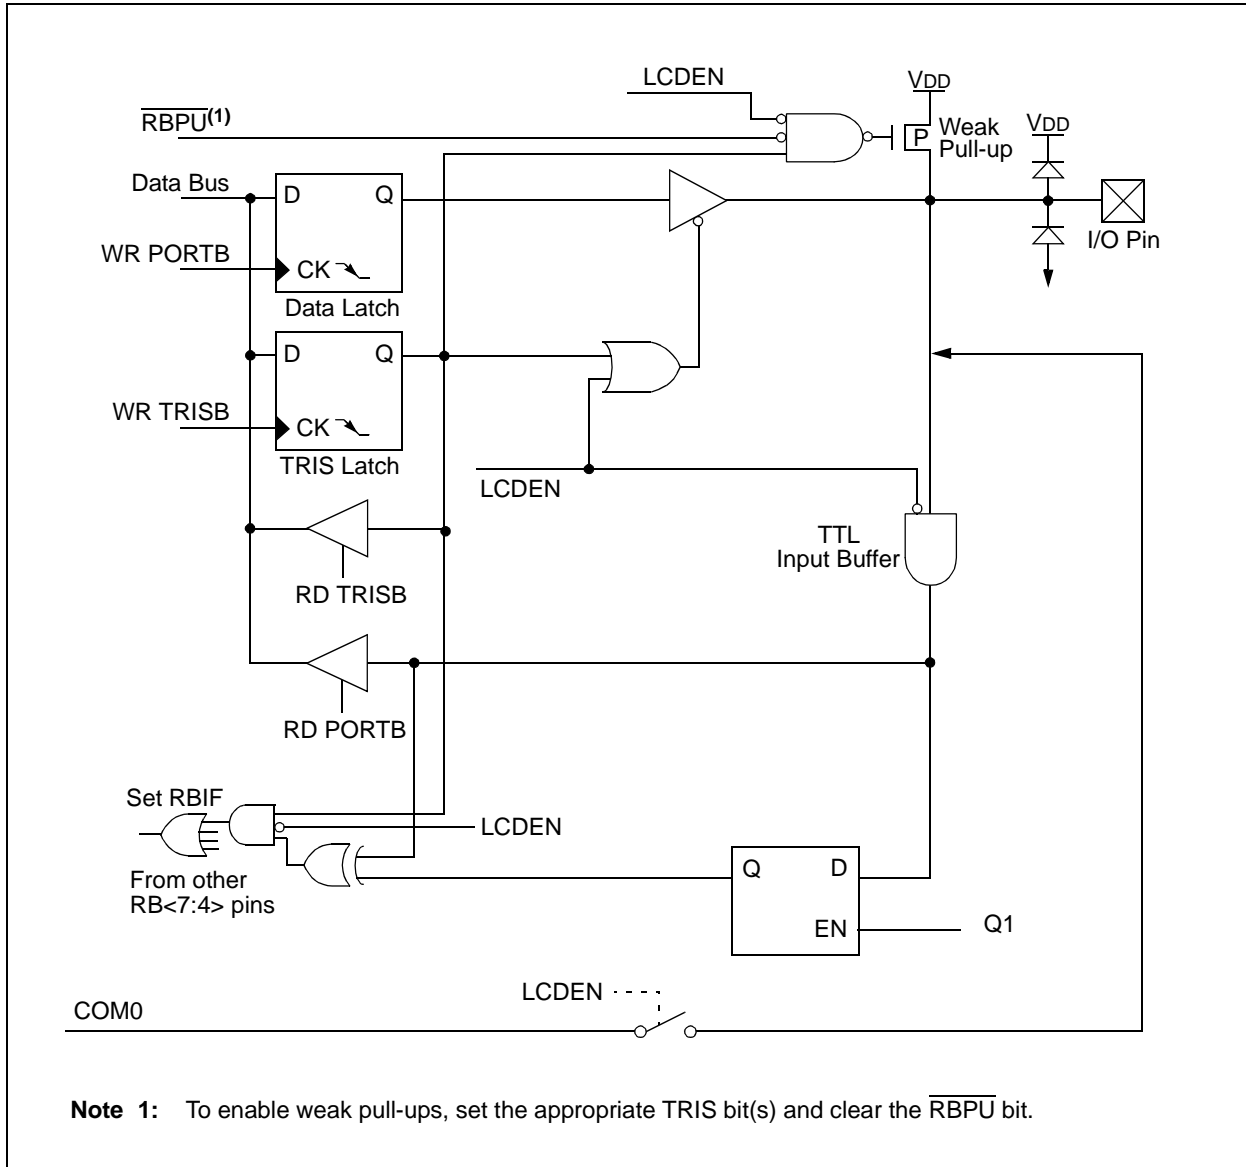 LCDEN
VDD
RBPU(1)
P
Weak
Pull-up
VDD
Data Bus
D
Q
I/O Pin
WR PORTB
CK
Data Latch
D
Q
WR TRISB
CK
TRIS Latch
LCDEN
TTL
Input Buffer
RD TRISB
RD PORTB
Set RBIF
LCDEN
From other
RB<7:4> pins
Q
D
EN
Q1
LCDEN
COM0
Note 1: To enable weak pull-ups, set the appropriate TRIS bit(s) and clear the RBPU bit.